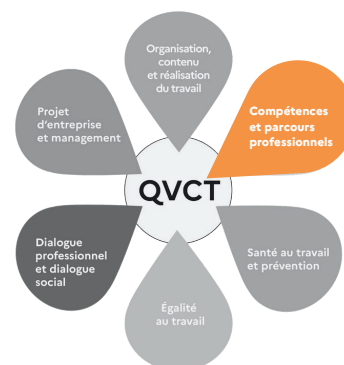 Organisation,
contenu
et réalisation
du travail
Compétences
et parcours
professionnels
Projet
d'entreprise
et management
QVCT
Dialogue
professionnel
et dialogue
social
Santé au travail
et prévention
Égalité
au travail